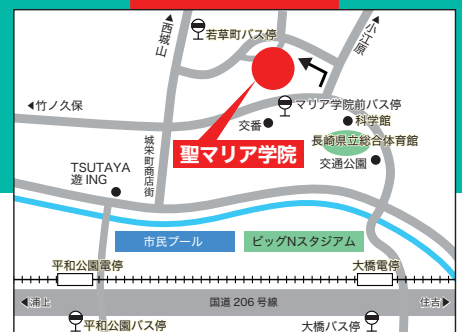 ◀西城山
若草町バス停
▲小江原
◀竹ノ久保
マリア学院前バス停
交番
科学館
長崎県立総合体育館
聖マリア学院
交通公園
城栄町商店街
TSUTAYA
遊 ING
市民プール
ビッグNスタジアム
平和公園電停
大橋電停
◀浦上
国道 206 号線
住吉▶
平和公園バス停
大橋バス停